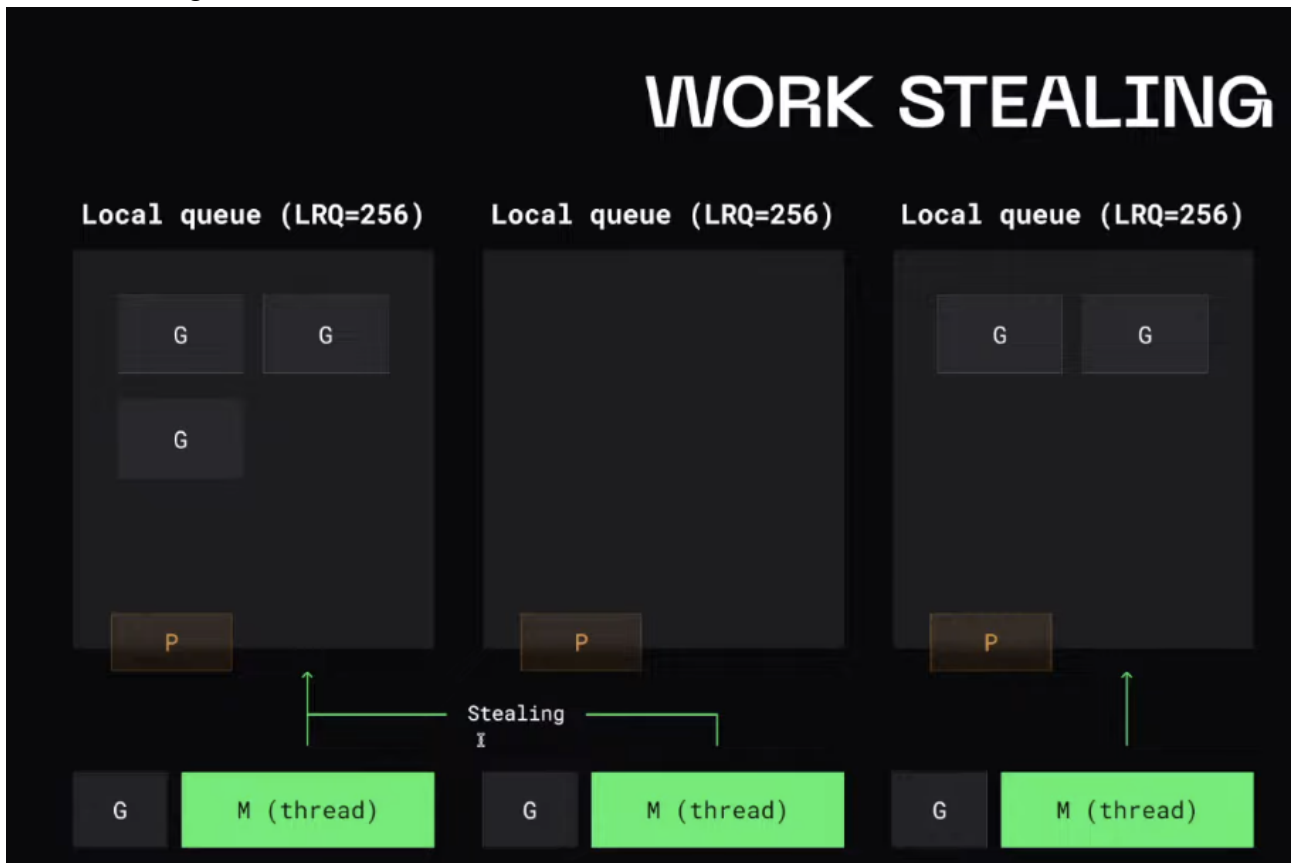 WORK STEALING
Local queue (LRQ=256) Local queue (LRQ=256) Local queue (LRQ=256)
G G G G
G
P P P
Stealing
G M (thread) G M (thread) G M (thread)